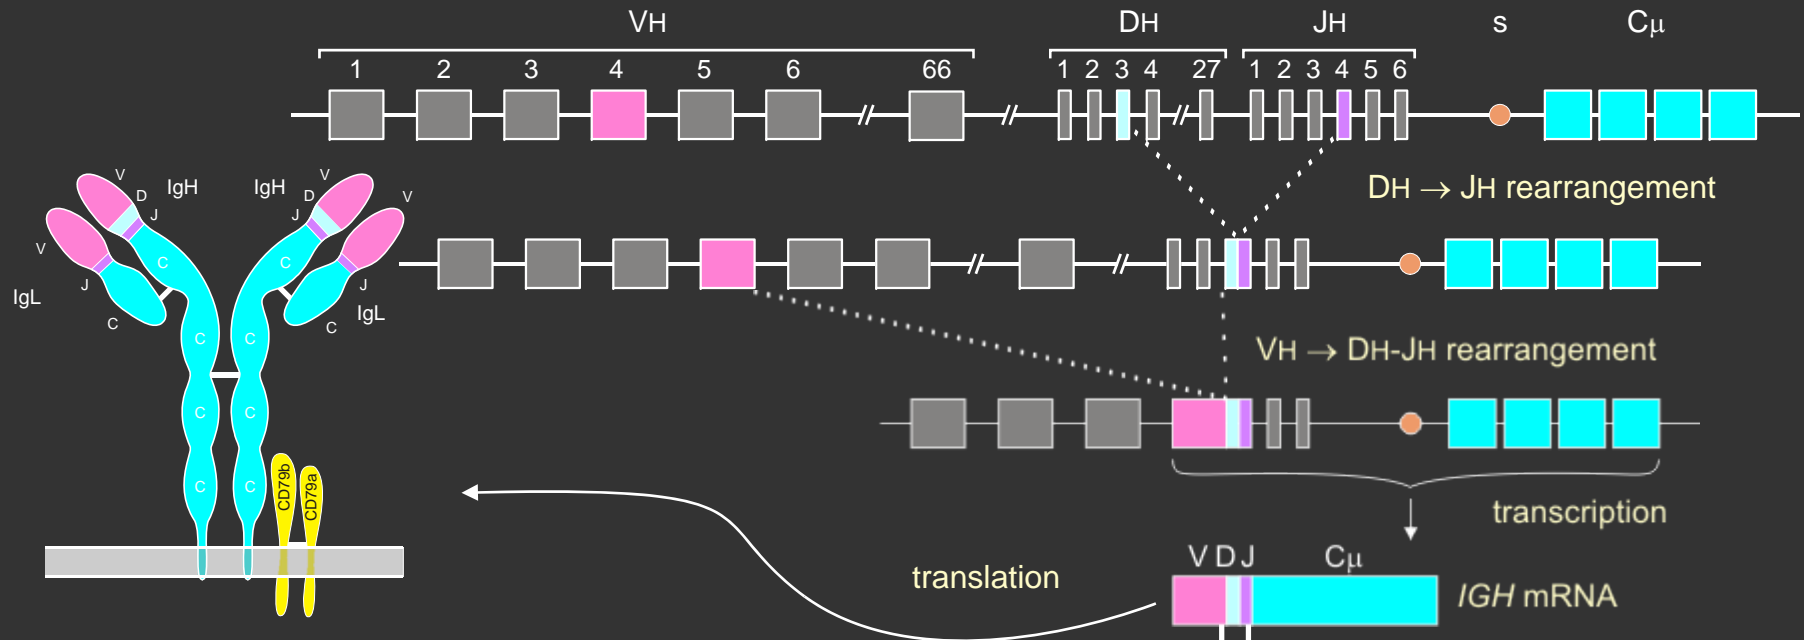 VH DH JH s Cμ
1 2 3 4 5 6 66 1 2 3 4 27 1 2 3 4 5 6
DH → JH rearrangement
V D J IgH IgH V D J V
V J C C J
IgL C C IgL
C C
C C
C C
CD79b CD79a
VH → DH-JH rearrangement
transcription
V D J Cμ
translation
IGH mRNA